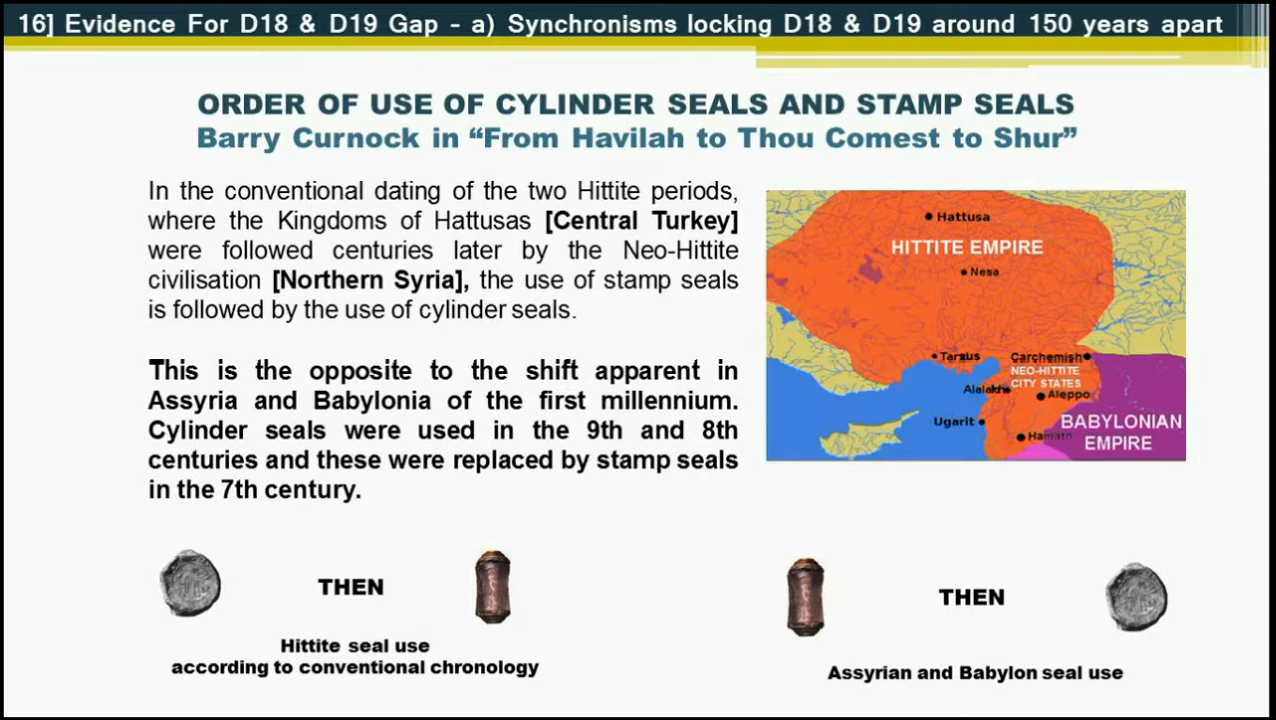 16] Evidence For D18 & D19 Gap - a) Synchronisms locking D18 & D19 around 150 years apart
ORDER OF USE OF CYLINDER SEALS AND STAMP SEALS
Barry Curnock in “From Havilah to Thou Comest to Shur”
In the conventional dating of the two Hittite periods,
where the Kingdoms of Hattusas [Central Turkey]
were followed centuries later by the Neo-Hittite
civilisation [Northern Syria], the use of stamp seals
is followed by the use of cylinder seals.
This is the opposite to the shift apparent in
Assyria and Babylonia of the first millennium.
Cylinder seals were used in the 9th and 8th
centuries and these were replaced by stamp seals
in the 7th century.
Hattusa
HITTITE EMPIRE
Nesa
Tarsus
Carchemish
NEO-HITTITE
CITY STATES
Alalakh
Aleppo
Ugarit
BABYLONIAN
EMPIRE
Hamath
THEN
Hittite seal use
according to conventional chronology
THEN
Assyrian and Babylon seal use